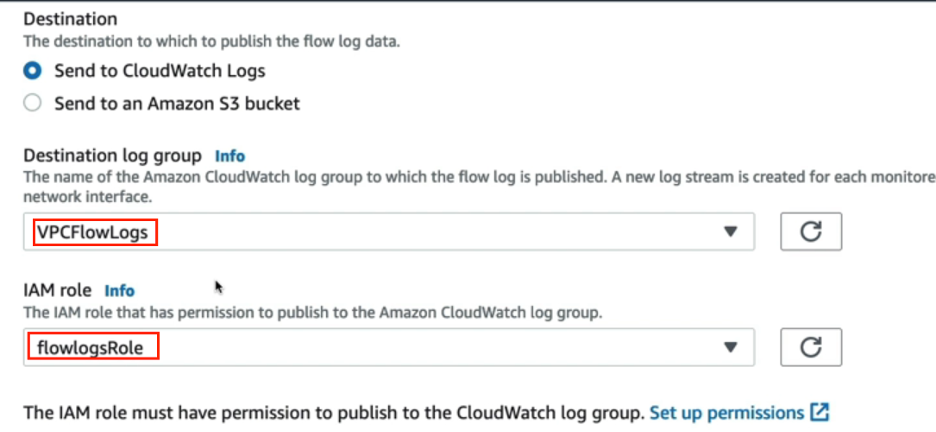 Destination
The destination to which to publish the flow log data.
Send to CloudWatch Logs
Send to an Amazon S3 bucket
Destination log group Info
The name of the Amazon CloudWatch log group to which the flow log is published. A new log stream is created for each monitore
network interface.
VPCFlowLogs
IAM role Info
The IAM role that has permission to publish to the Amazon CloudWatch log group.
flowlogsRole
The IAM role must have permission to publish to the CloudWatch log group. Set up permissions